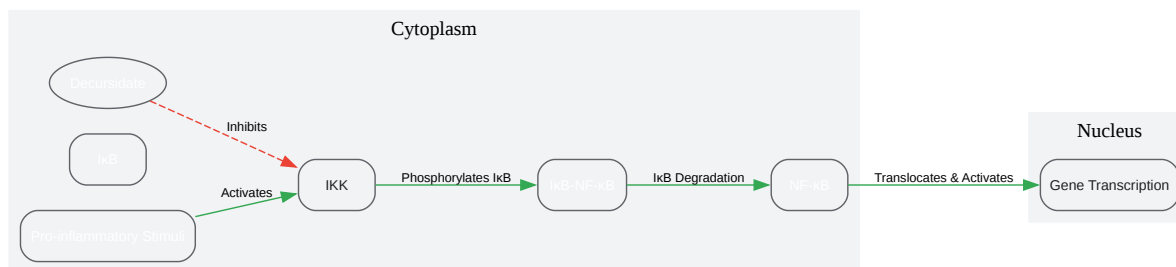 Cytoplasm
Decursidate
Inhibits
IκB
Activates
Pro-inflammatory Stimuli
IKK
Phosphorylates IκB
IκB-NF-κB
IκB Degradation
NF-κB
Translocates & Activates
Nucleus
Gene Transcription